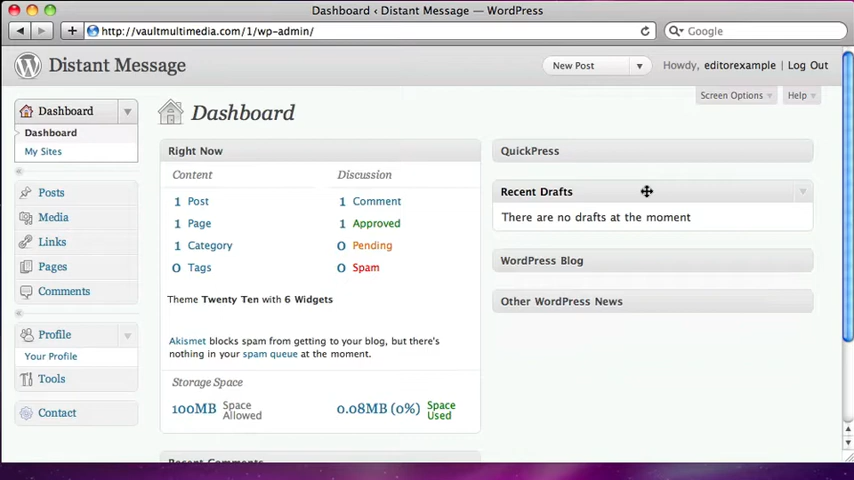 Dashboard ‹ Distant Message — WordPress
http://vaultmultimedia.com/1/wp-admin/
Google
Distant Message
New Post
Howdy, editorexample | Log Out
Screen Options
Help
Dashboard
Dashboard
My Sites
Posts
Media
Links
Pages
Comments
Profile
Your Profile
Tools
Contact
Dashboard
Right Now
Content
Discussion
1 Post
1 Comment
1 Page
1 Approved
1 Category
0 Pending
0 Tags
0 Spam
Theme Twenty Ten with 6 Widgets
Akismet blocks spam from getting to your blog, but there's
nothing in your spam queue at the moment.
Storage Space
100MB Space Allowed
0.08MB (0%) Space Used
Recent Comments
QuickPress
Recent Drafts
There are no drafts at the moment
WordPress Blog
Other WordPress News